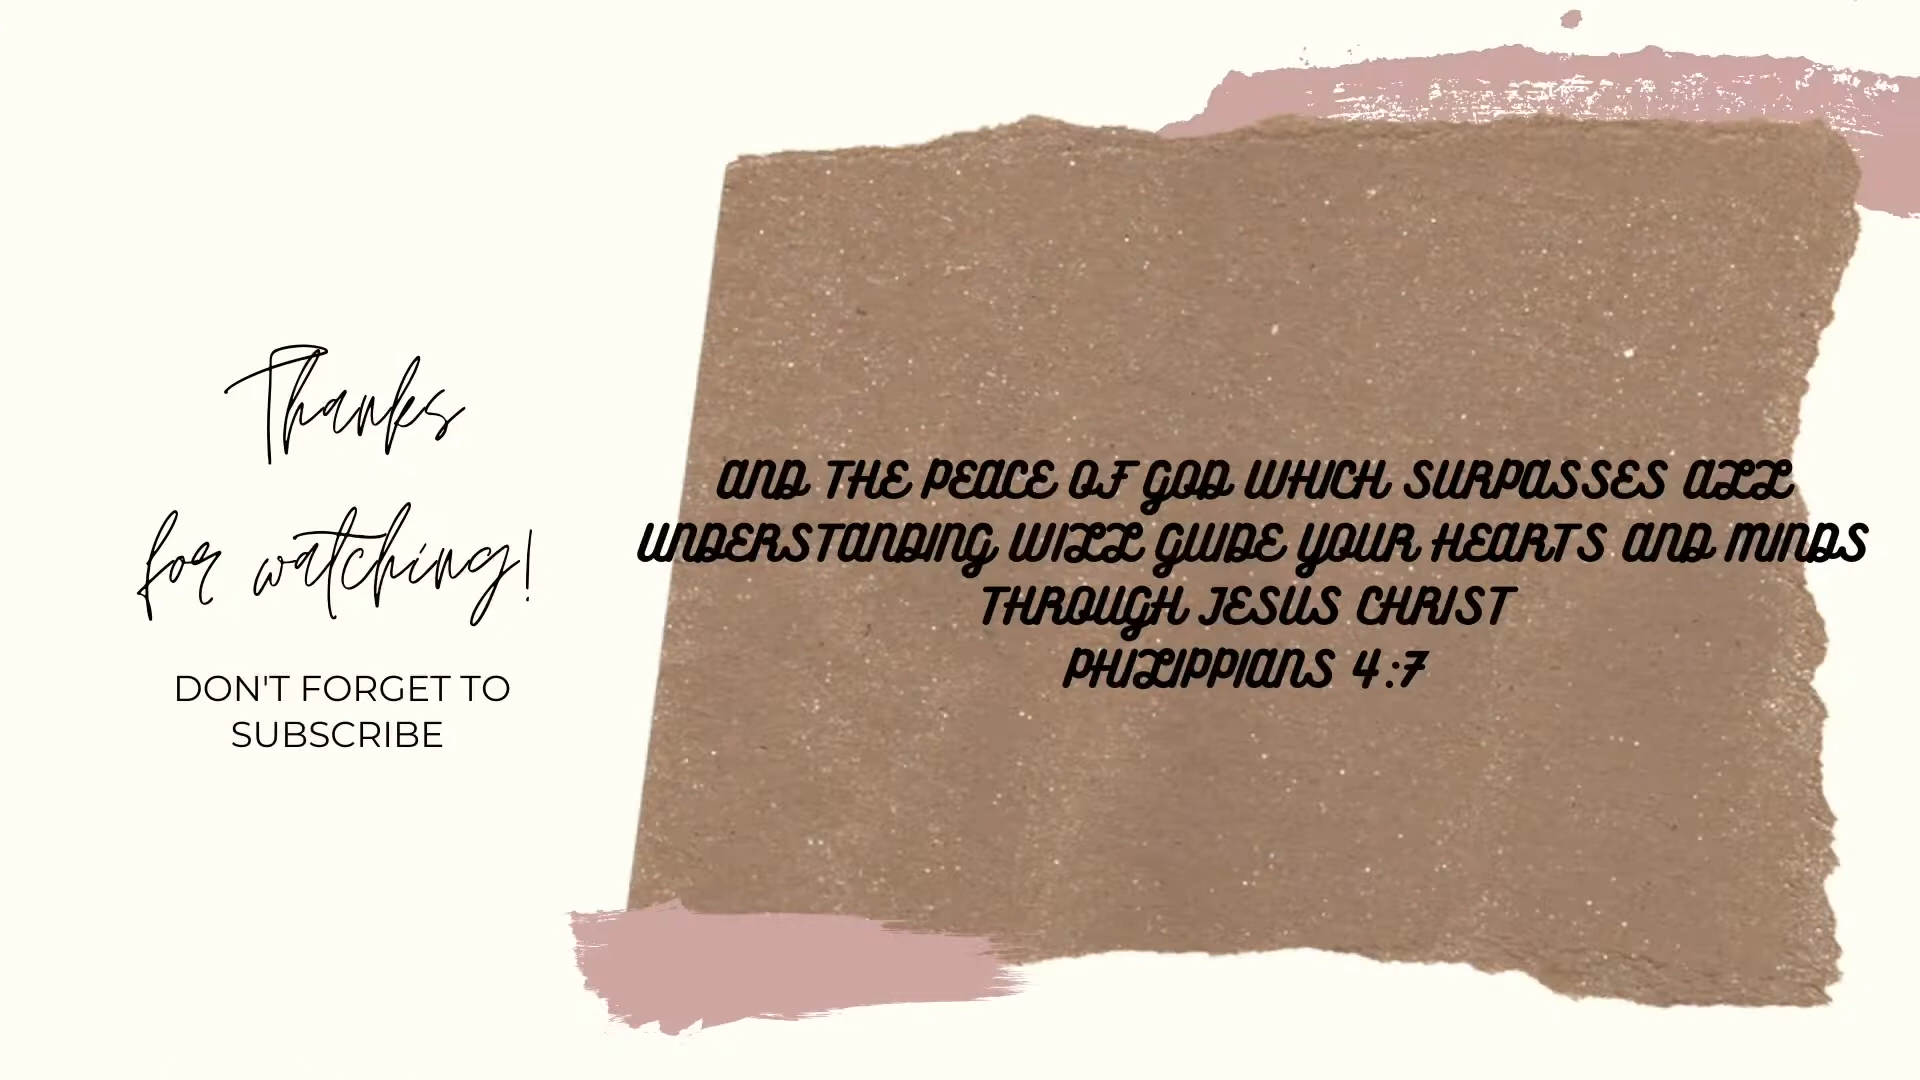 Thanks
for watching!
DON'T FORGET TO
SUBSCRIBE
AND THE PEACE OF GOD WHICH SURPASSES ALL
UNDERSTANDING WILL GUIDE YOUR HEARTS AND MINDS
THROUGH JESUS CHRIST
PHILIPPIANS 4:7